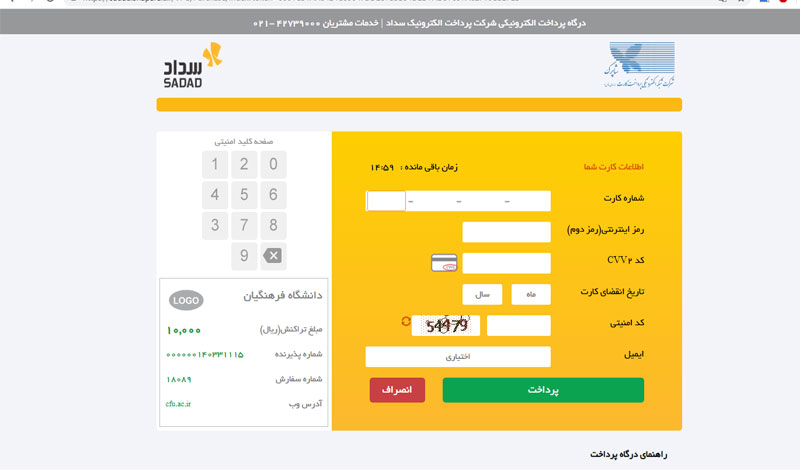 درگاه پرداخت الکترونیکی شرکت پرداخت الکترونیک سداد | خدمات مشتریان ۴۲۷۳۹۰۰۰ -۰۲۱
سداد
SADAD
شاپرک
صفحه کلید امنیتی
1 2 0
4 5 6
3 7 8
9
اطلاعات کارت شما
زمان باقی مانده : ۱۴:۵۹
شماره کارت
- - -
رمز اینترنتی(رمز دوم)
کد CVV۲
تاریخ انقضای کارت
ماه
سال
کد امنیتی
ایمیل
اختیاری
پرداخت
انصراف
دانشگاه فرهنگیان
LOGO
مبلغ تراکنش(ریال) ۱۰,۰۰۰
شماره پذیرنده ۰۰۰۰۰۰۱۴۰۳۳۱۱۱۵
شماره سفارش ۱۸۰۸۹
آدرس وب cfu.ac.ir
راهنمای درگاه پرداخت